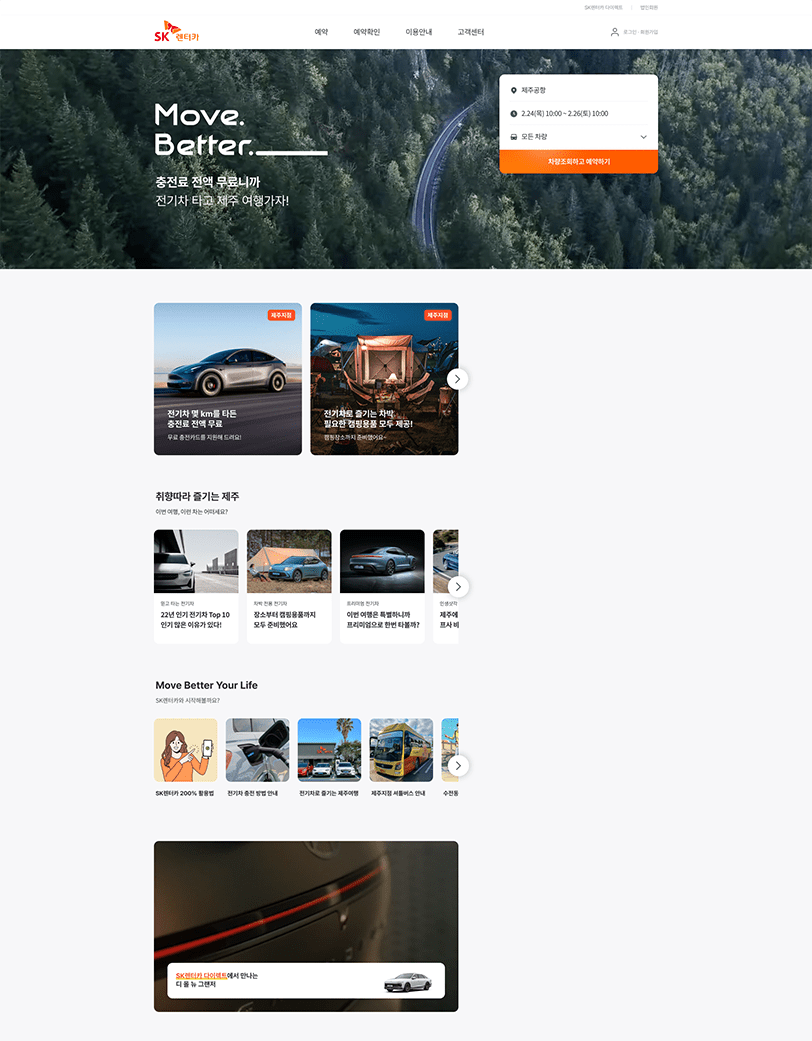 SK렌터카 다이렉트
법인회원
SK 렌터카
예약
예약확인
이용안내
고객센터
로그인 · 회원가입
Move.
Better.
충전료 전액 무료니까
전기차 타고 제주 여행가자!
제주공항
2.24(목) 10:00 ~ 2.26(토) 10:00
모든 차량
차량조회하고 예약하기
제주지점
전기차 몇 km를 타든
충전료 전액 무료
무료 충전카드를 지원해 드려요!
제주지점
전기차로 즐기는 차박
필요한 캠핑용품 모두 제공!
캠핑장소까지 준비했어요~
취향따라 즐기는 제주
이번 여행, 이런 차는 어떠세요?
믿고 타는 전기차
22년 인기 전기차 Top 10
인기 많은 이유가 있다!
차박 전용 전기차
장소부터 캠핑용품까지
모두 준비했어요
프리미엄 전기차
이번 여행은 특별하니까
프리미엄으로 한번 타볼까?
인생샷각
제주에
프사 비
Move Better Your Life
SK렌터카와 시작해볼까요?
SK렌터카 200% 활용법
전기차 충전 방법 안내
전기차로 즐기는 제주여행
제주지점 셔틀버스 안내
수전동
SK렌터카 다이렉트에서 만나는
디 올 뉴 그랜저